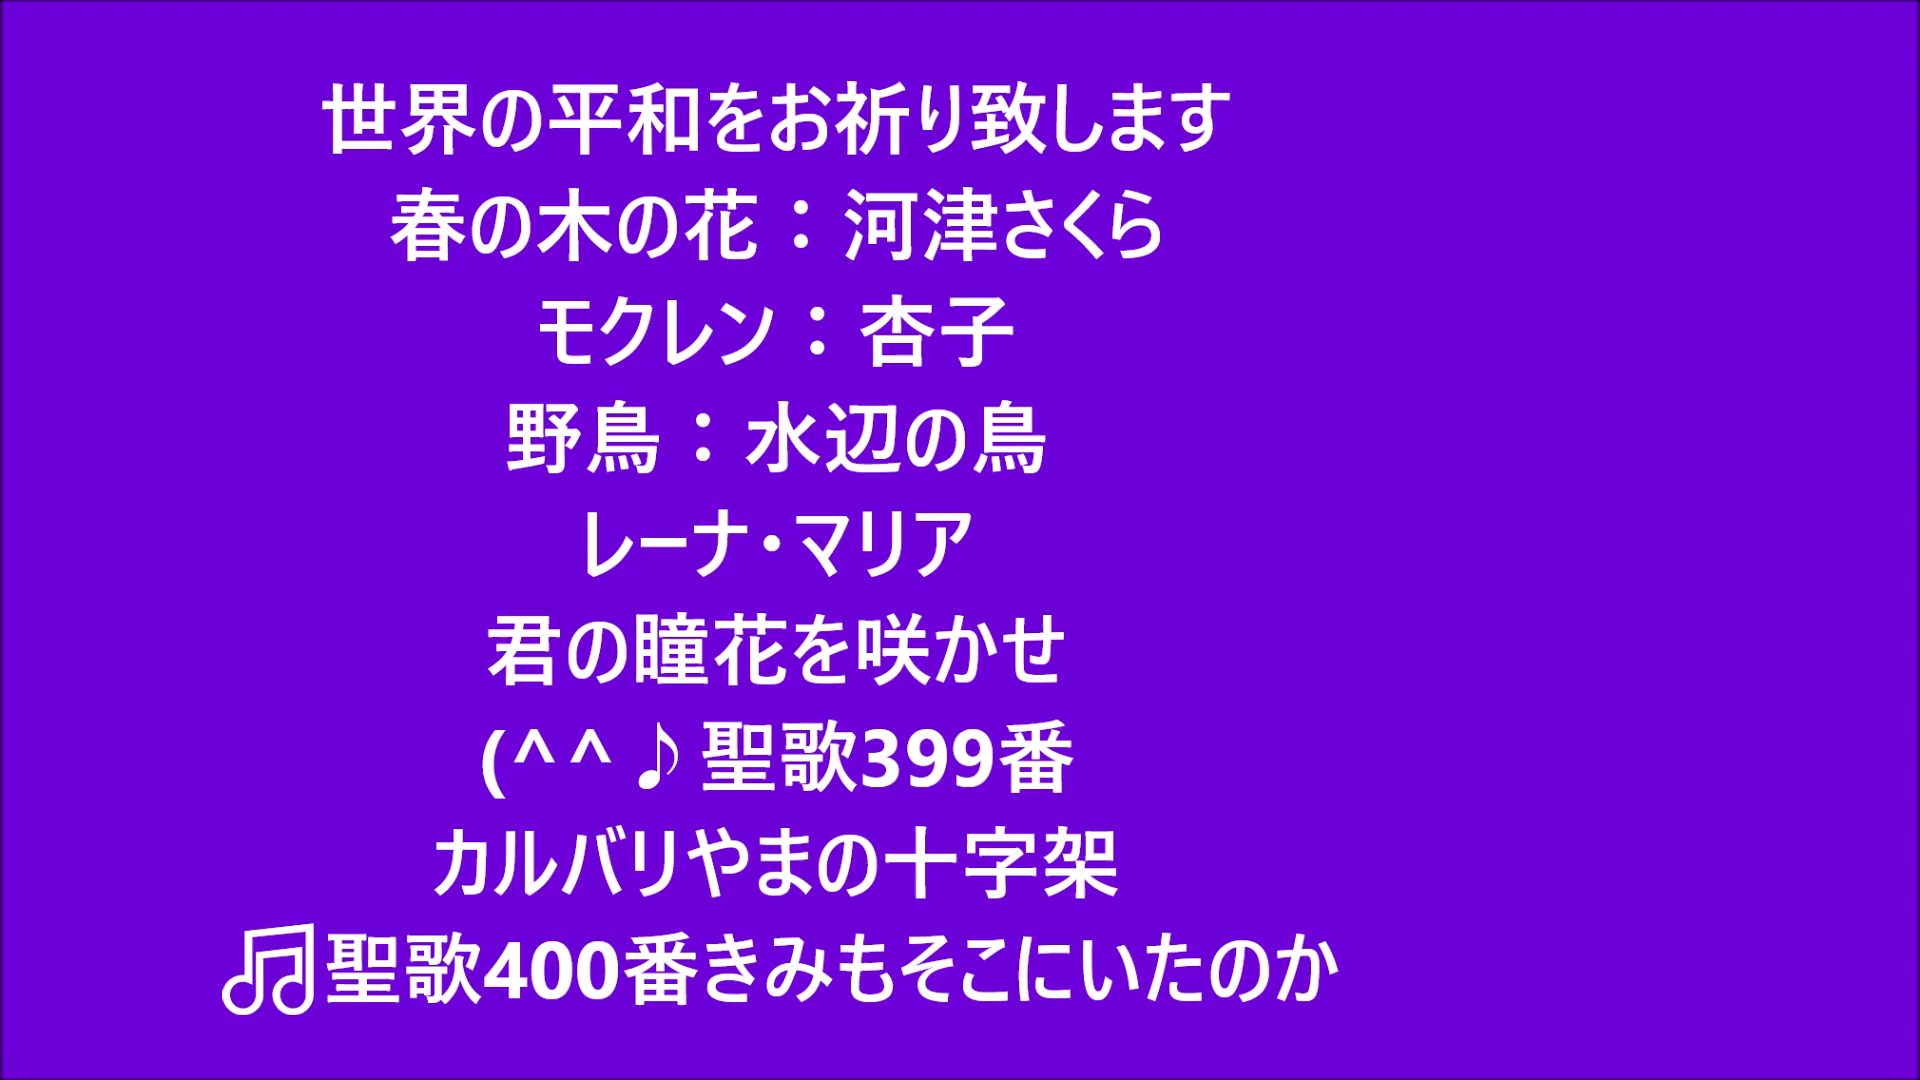 世界の平和をお祈り致します
春の木の花：河津さくら
モクレン：杏子
野鳥：水辺の鳥
レーナ・マリア
君の瞳花を咲かせ
(^^♪聖歌399番
カルバリやまの十字架
♫聖歌400番きみもそこにいたのか